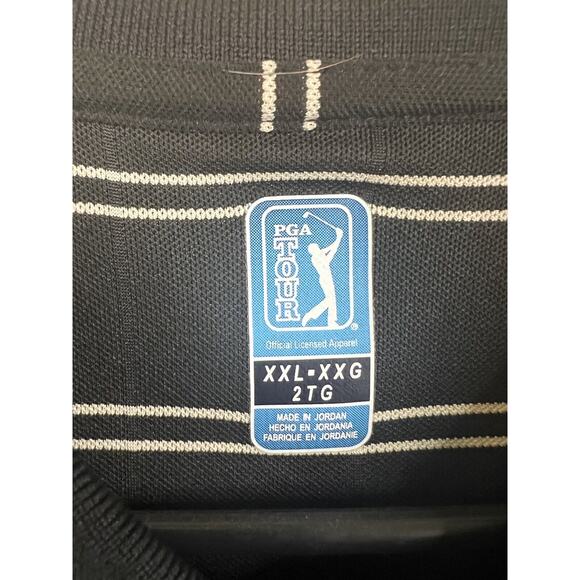 PGA
TOUR
®
Official Licensed Apparel
XXL-XXG
2TG
MADE IN JORDAN
HECHO EN JORDANIA
FABRIQUE EN JORDANIE